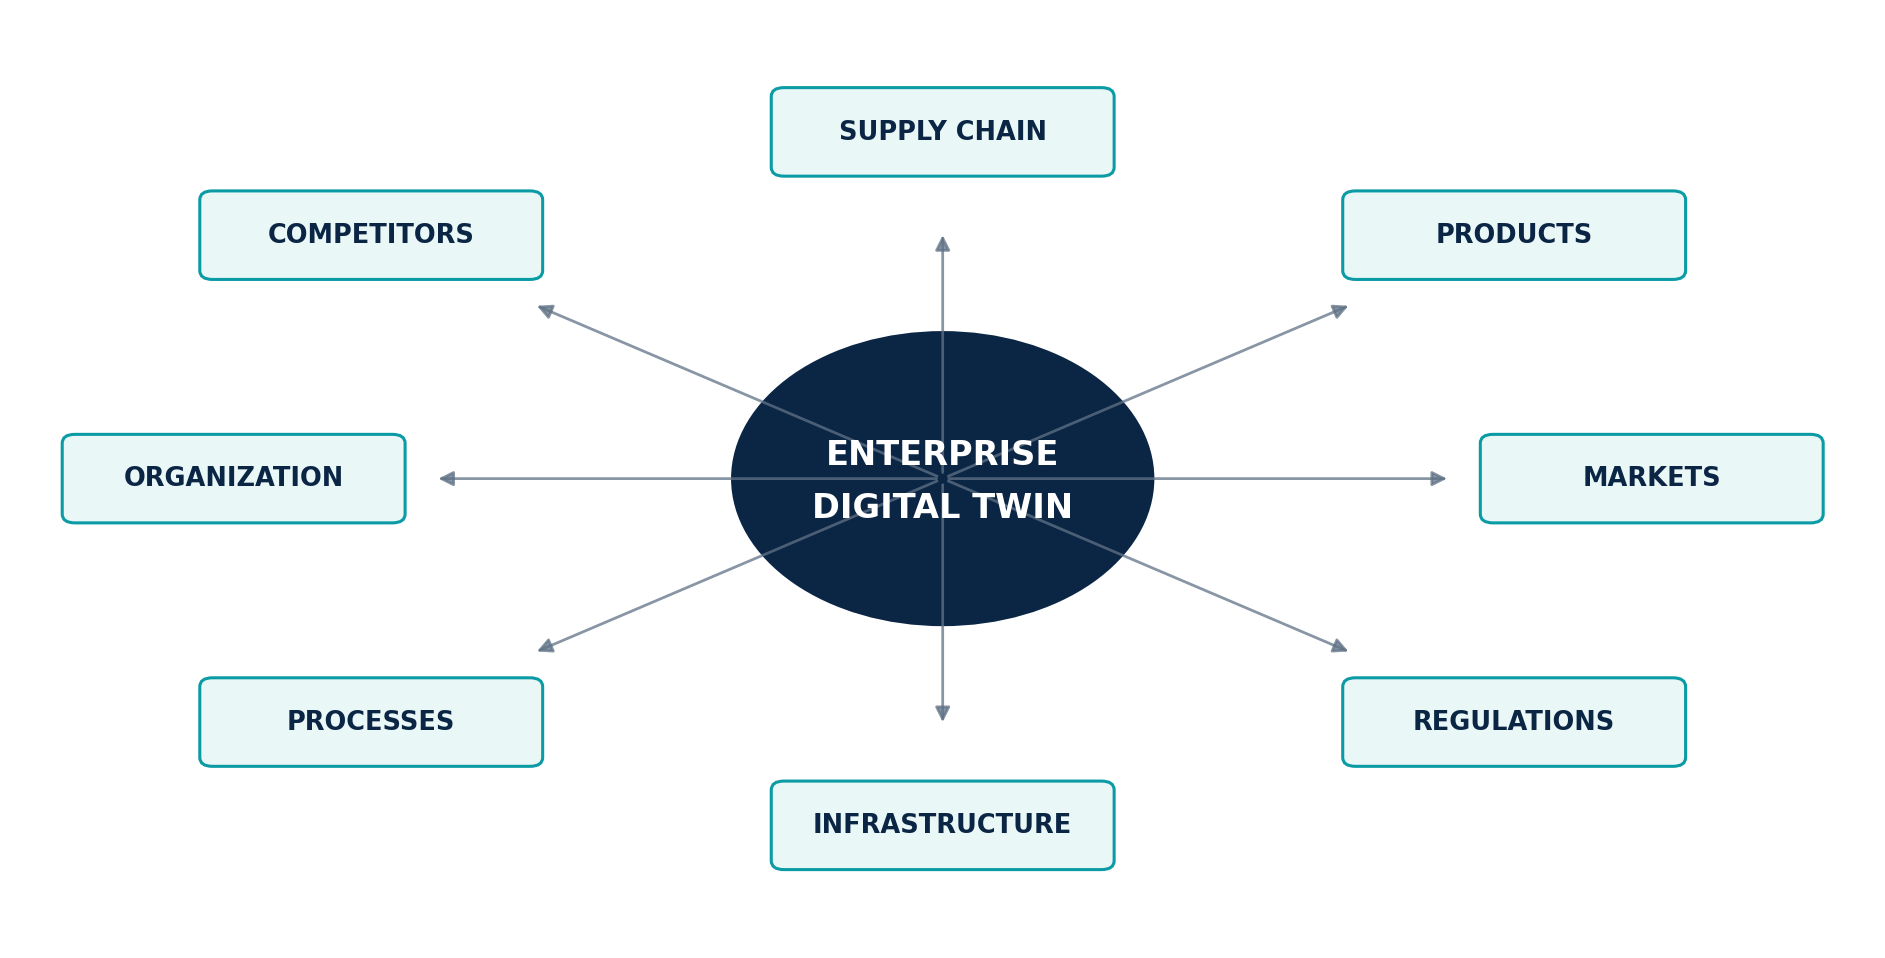 SUPPLY CHAIN
COMPETITORS
PRODUCTS
ENTERPRISE
DIGITAL TWIN
ORGANIZATION
MARKETS
PROCESSES
REGULATIONS
INFRASTRUCTURE